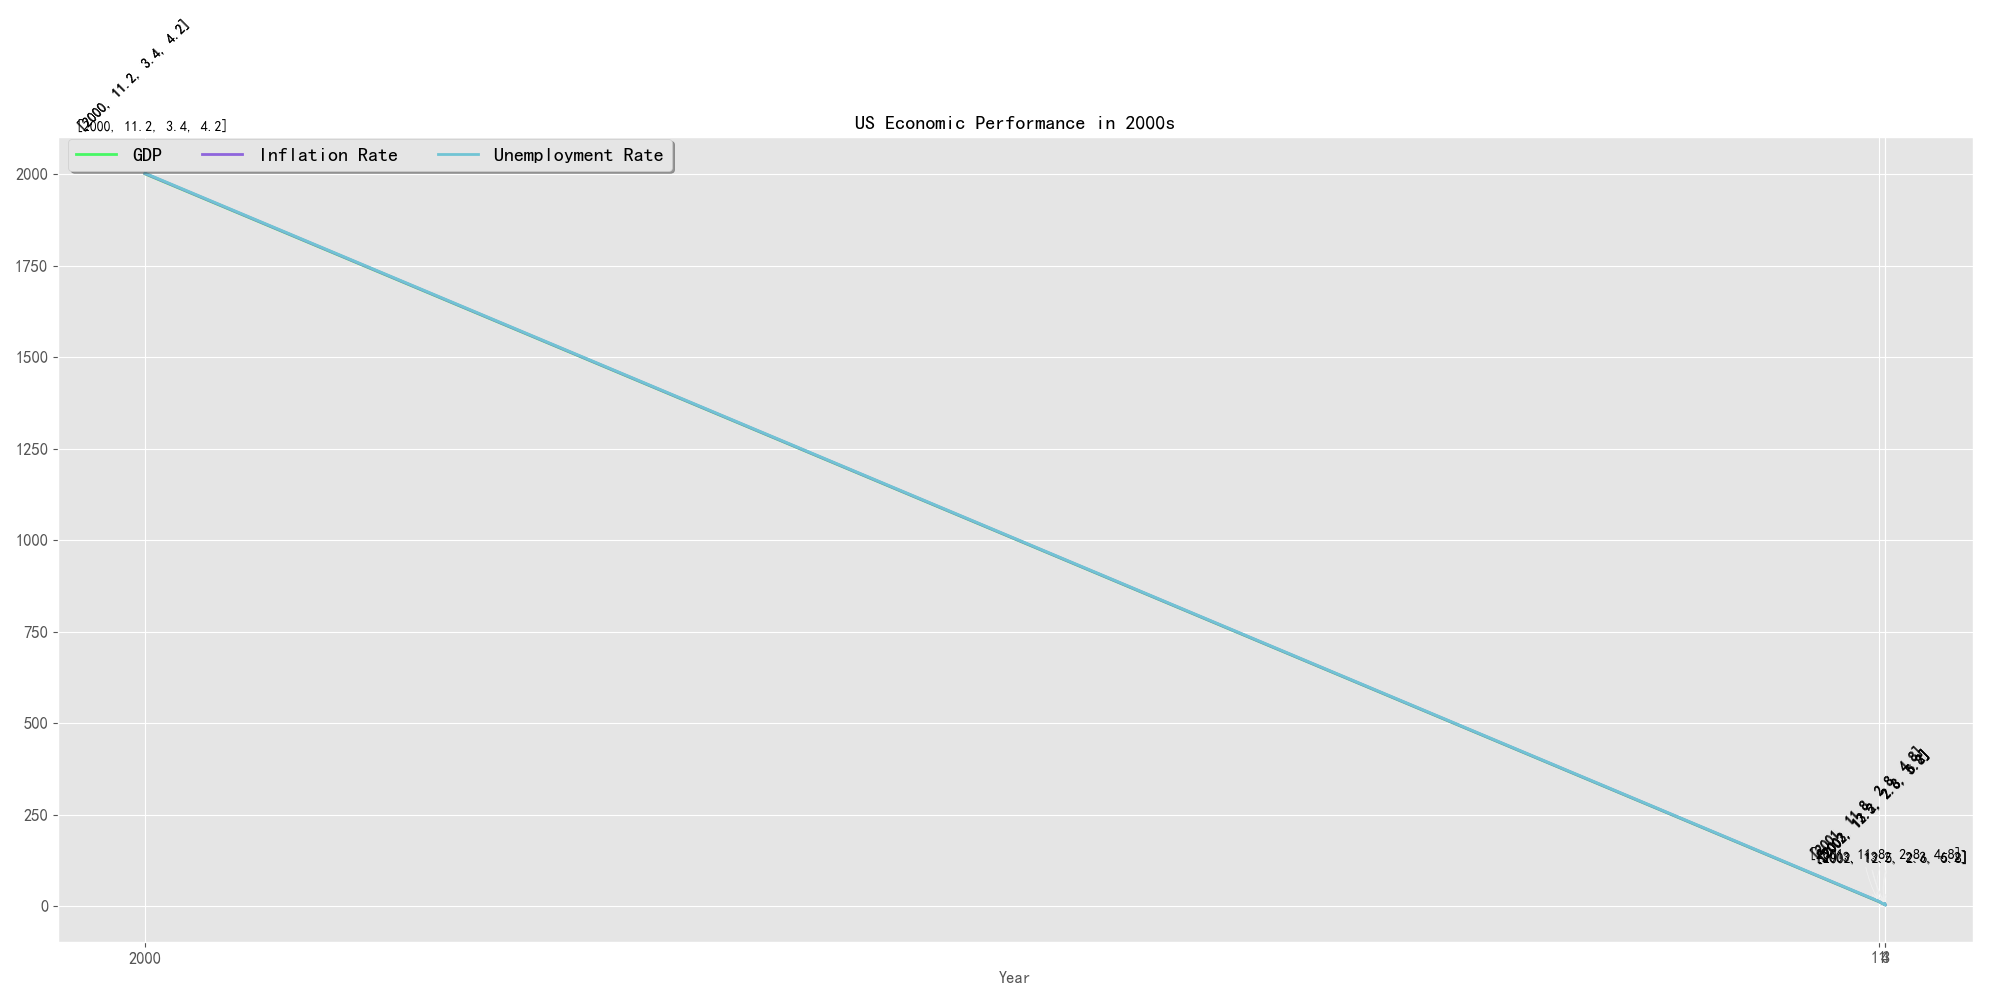 [2000, 11.2, 3.4, 4.2]
[2000, 11.2, 3.4, 4.2]
US Economic Performance in 2000s
GDP Inflation Rate Unemployment Rate
2000
1750
1500
1250
1000
750
500
250
0
2000
Year